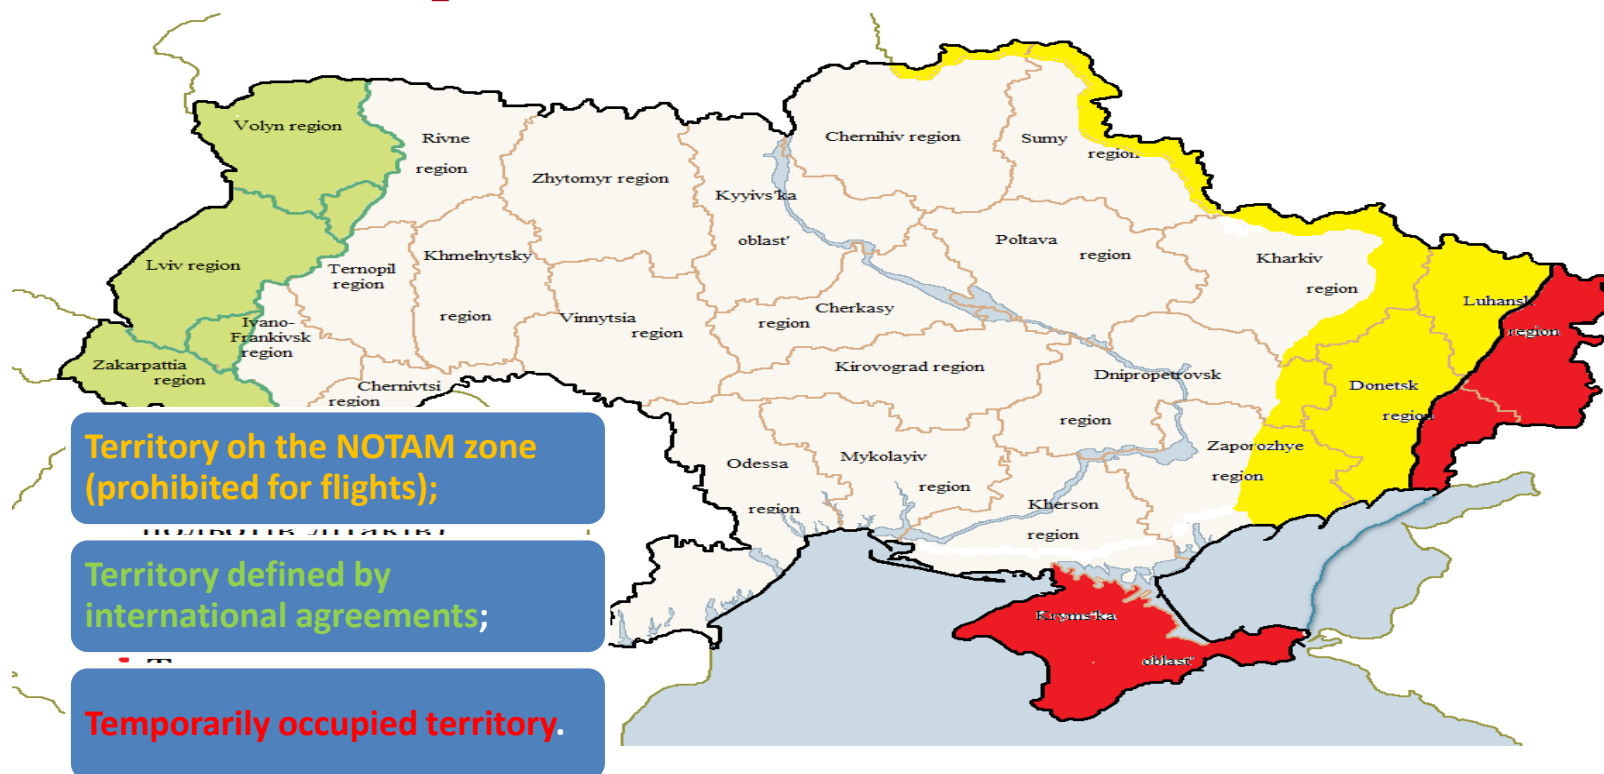 Volyn region
Rivne
region
Zhytomyr region
Kyyivs'ka
oblast'
Chernihiv region
Sumy
region
Lviv region
Ternopil
region
Khmelnytsky
region
Vinnytsia
region
Cherkasy
region
Poltava
region
Kharkiv
region
Luhansk
region
Ivano-
Frankivsk
region
Zakarpattia
region
Chernivtsi
region
Kirovograd region
Dnipropetrovsk
region
Donetsk
region
Zaporozhye
region
Odessa
region
Mykolayiv
region
Kherson
region
Kryms'ka
oblast'
Territory oh the NOTAM zone
(prohibited for flights);
Territory defined by
international agreements;
Temporarily occupied territory.